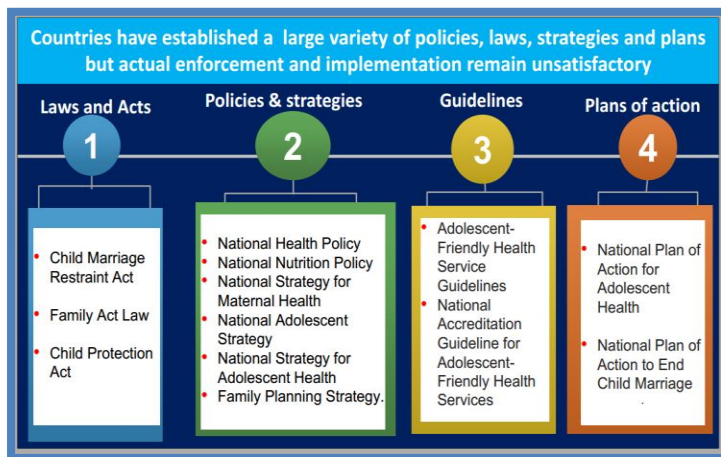 Countries have established a large variety of policies, laws, strategies and plans
but actual enforcement and implementation remain unsatisfactory
Laws and Acts
1
• Child Marriage
Restraint Act
• Family Act Law
• Child Protection
Act
Policies & strategies
2
• National Health Policy
• National Nutrition Policy
• National Strategy for
Maternal Health
• National Adolescent
Strategy
• National Strategy for
Adolescent Health
• Family Planning Strategy.
Guidelines
3
• Adolescent-
Friendly Health
Service
Guidelines
• National
Accreditation
Guideline for
Adolescent-
Friendly Health
Services
Plans of action
4
• National Plan of
Action for
Adolescent
Health
• National Plan of
Action to End
Child Marriage
.